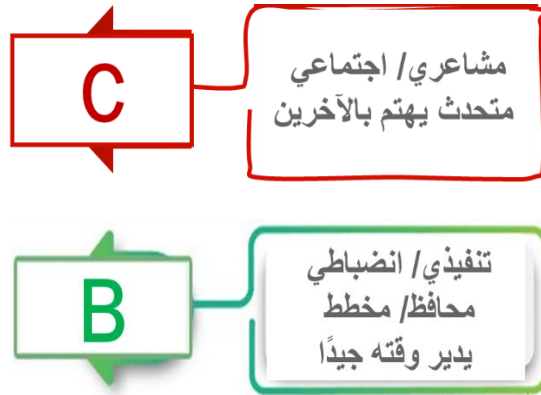 C
مشاعري/ اجتماعي
متحدث يهتم بالآخرين
B
تنفيذي/ انضباطي
محافظ/ مخطط
يدير وقته جيدًا